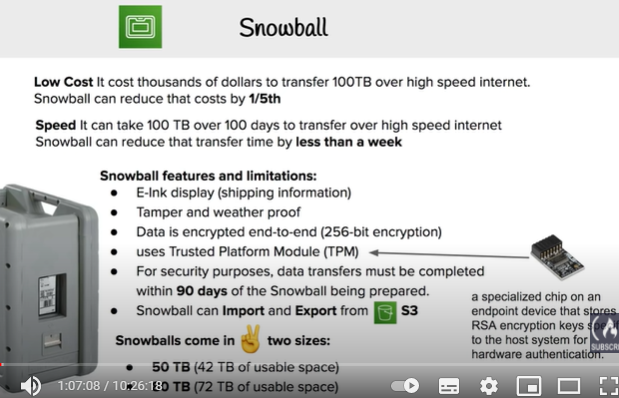 Snowball
Low Cost It cost thousands of dollars to transfer 100TB over high speed internet.
Snowball can reduce that costs by 1/5th
Speed It can take 100 TB over 100 days to transfer over high speed internet
Snowball can reduce that transfer time by less than a week
Snowball features and limitations:
● E-Ink display (shipping information)
● Tamper and weather proof
● Data is encrypted end-to-end (256-bit encryption)
● uses Trusted Platform Module (TPM)
● For security purposes, data transfers must be completed
within 90 days of the Snowball being prepared.
● Snowball can Import and Export from S3
a specialized chip on an
endpoint device that stores
RSA encryption keys
to the host system for
hardware authentication.
SUBSCRI
Snowballs come in two sizes:
● 50 TB (42 TB of usable space)
80 TB (72 TB of usable space)
1:07:08 / 10:26:18